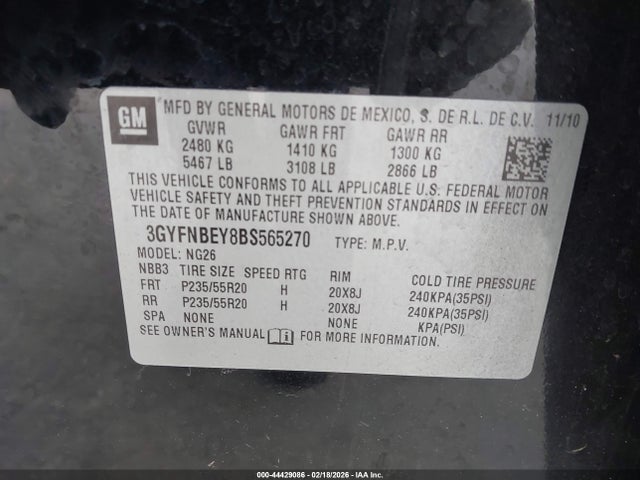 GM
MFD BY GENERAL MOTORS DE MEXICO, S. DE R.L. DE C.V. 11/10
GVWR GAWR FRT GAWR RR
2480 KG 1410 KG 1300 KG
5467 LB 3108 LB 2866 LB
THIS VEHICLE CONFORMS TO ALL APPLICABLE U.S. FEDERAL MOTOR
VEHICLE SAFETY AND THEFT PREVENTION STANDARDS IN EFFECT ON
THE DATE OF MANUFACTURE SHOWN ABOVE.
3GYFNBEY8BS565270 TYPE: M.P.V.
MODEL: NG26
NBB3 TIRE SIZE SPEED RTG RIM COLD TIRE PRESSURE
FRT P235/55R20 H 20X8J 240KPA(35PSI)
RR P235/55R20 H 20X8J 240KPA(35PSI)
SPA NONE NONE KPA(PSI)
SEE OWNER'S MANUAL FOR MORE INFORMATION.
000-44429086 - 02/18/2026 - IAA, Inc.